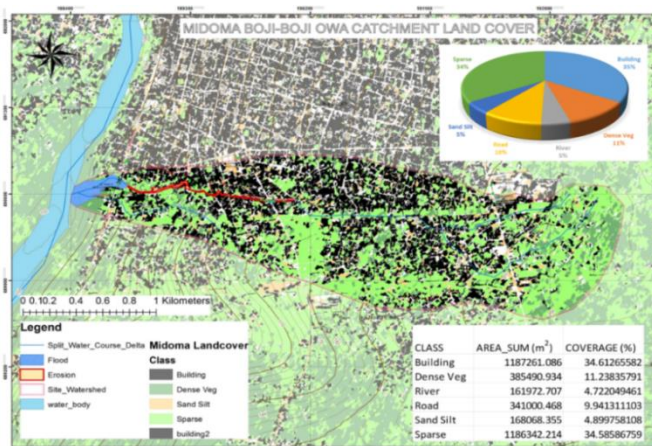 MIDOMA BOJI-BOJI OWA CATCHMENT LAND COVER
Sparse
34%
Building
35%
Sand Silt
5%
Dense Veg
11%
Road
10%
River
5%
0 0.1 0.2 0.4 0.6 0.8 1 Kilometers
Legend
Split_Water_Course_Delta
Flood
Erosion
Site_Watershed
water_body
Midoma Landcover
Class
Building
Dense Veg
Sand Silt
Sparse
building2
CLASS AREA_SUM (m²) COVERAGE (%)
Building 1187261.086 34.61265582
Dense Veg 385490.934 11.23835791
River 161972.707 4.722049461
Road 341000.468 9.941311103
Sand Silt 168068.355 4.899758108
Sparse 1186342.214 34.58586759